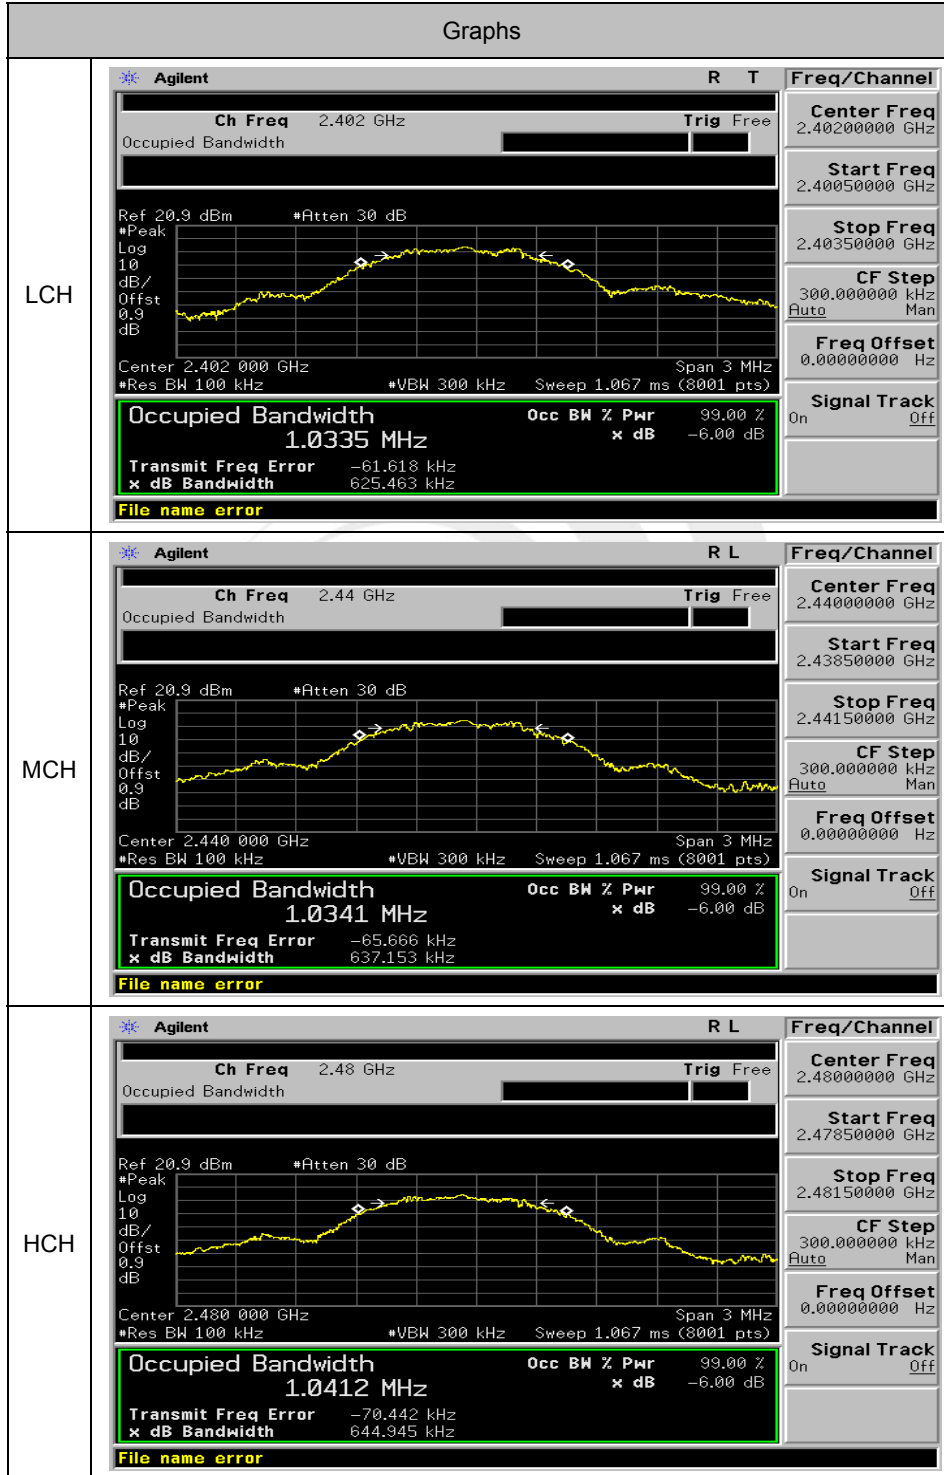 Graphs
LCH
Agilent R T Freq/Channel
Ch Freq 2.402 GHz Trig Free
Occupied Bandwidth
Center Freq
2.40200000 GHz
Start Freq
2.40050000 GHz
Stop Freq
2.40350000 GHz
CF Step
300.000000 kHz
Auto Man
Freq Offset
0.00000000 Hz
Signal Track
On Off
Ref 20.9 dBm #Atten 30 dB
#Peak
Log
10
dB/
Offst
0.9
dB
Center 2.402 000 GHz Span 3 MHz
#Res BW 100 kHz #VBW 300 kHz Sweep 1.067 ms (8001 pts)
Occupied Bandwidth Occ BW % Pwr 99.00 %
1.0335 MHz x dB -6.00 dB
Transmit Freq Error -61.618 kHz
x dB Bandwidth 625.463 kHz
File name error
MCH
Agilent R L Freq/Channel
Ch Freq 2.44 GHz Trig Free
Occupied Bandwidth
Center Freq
2.44000000 GHz
Start Freq
2.43850000 GHz
Stop Freq
2.44150000 GHz
CF Step
300.000000 kHz
Auto Man
Freq Offset
0.00000000 Hz
Signal Track
On Off
Ref 20.9 dBm #Atten 30 dB
#Peak
Log
10
dB/
Offst
0.9
dB
Center 2.440 000 GHz Span 3 MHz
#Res BW 100 kHz #VBW 300 kHz Sweep 1.067 ms (8001 pts)
Occupied Bandwidth Occ BW % Pwr 99.00 %
1.0341 MHz x dB -6.00 dB
Transmit Freq Error -65.666 kHz
x dB Bandwidth 637.153 kHz
File name error
HCH
Agilent R L Freq/Channel
Ch Freq 2.48 GHz Trig Free
Occupied Bandwidth
Center Freq
2.48000000 GHz
Start Freq
2.47850000 GHz
Stop Freq
2.48150000 GHz
CF Step
300.000000 kHz
Auto Man
Freq Offset
0.00000000 Hz
Signal Track
On Off
Ref 20.9 dBm #Atten 30 dB
#Peak
Log
10
dB/
Offst
0.9
dB
Center 2.480 000 GHz Span 3 MHz
#Res BW 100 kHz #VBW 300 kHz Sweep 1.067 ms (8001 pts)
Occupied Bandwidth Occ BW % Pwr 99.00 %
1.0412 MHz x dB -6.00 dB
Transmit Freq Error -70.442 kHz
x dB Bandwidth 644.945 kHz
File name error